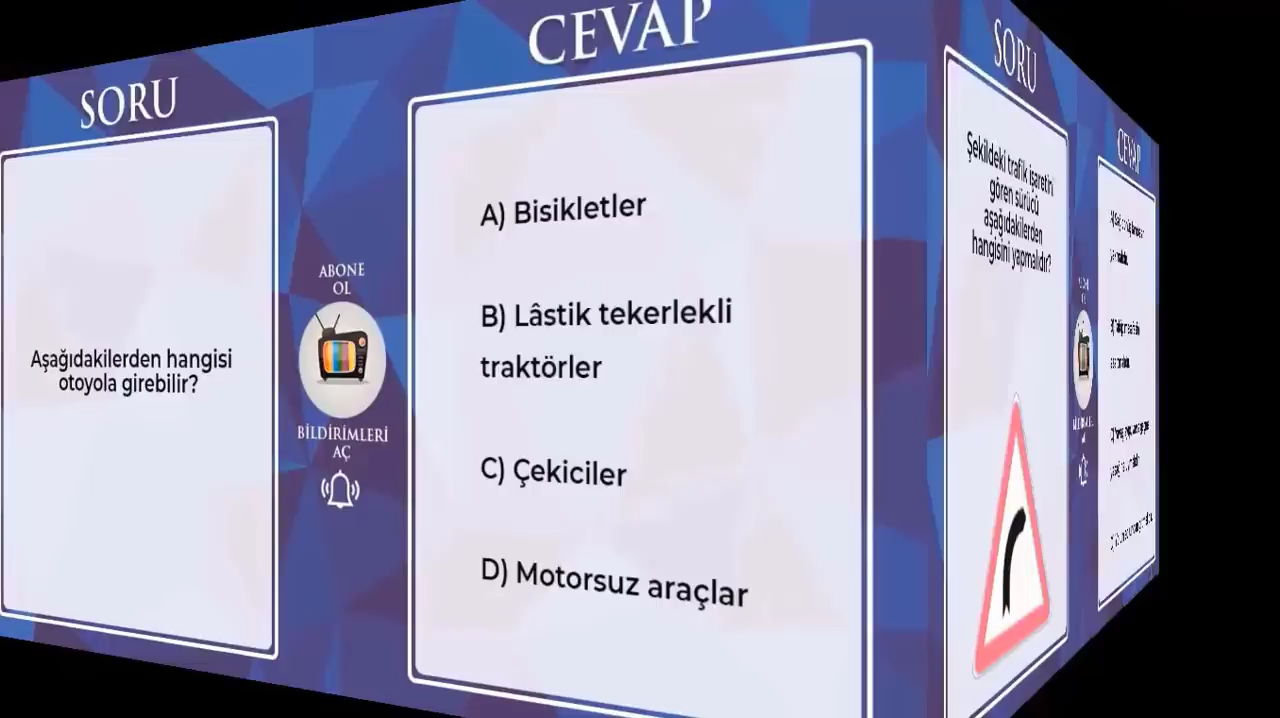 SORU
Aşağıdakilerden hangisi
otoyola girebilir?
ABONE
OL
BİLDİRİMLERİ
AÇ
CEVAP
A) Bisikletler
B) Lâstik tekerlekli
traktörler
C) Çekiciler
D) Motorsuz araçlar
SORU
Şekildeki trafik işaretini
gören sürücü
aşağıdakilerden
hangisini yapmalıdır?
CEVAP